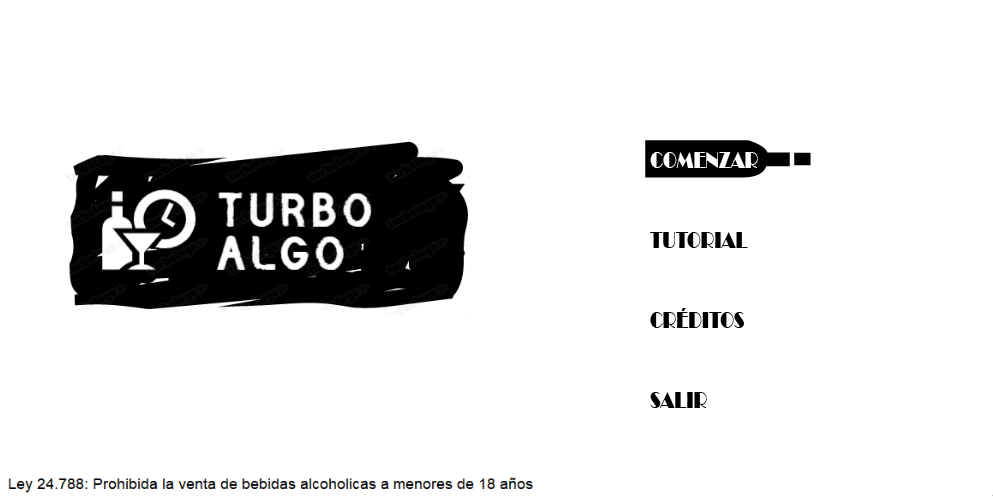 TURBO
ALGO
COMENZAR
TUTORIAL
CRÉDITOS
SALIR
Ley 24.788: Prohibida la venta de bebidas alcoholicas a menores de 18 años